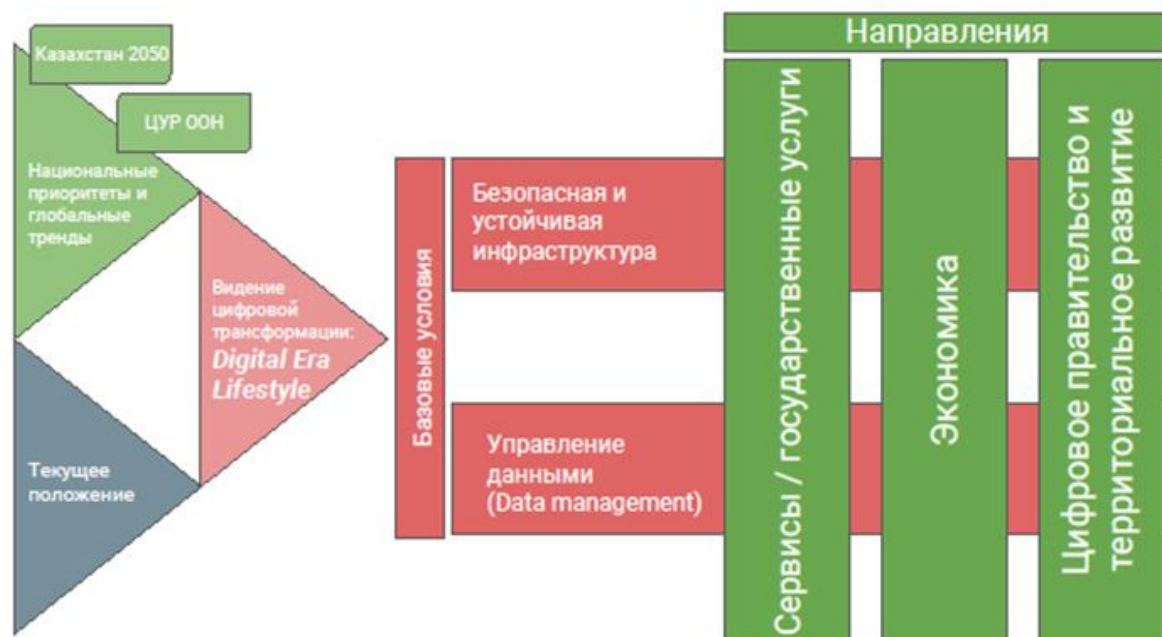 Казахстан 2050
ЦУР ООН
Национальные
приоритеты и
глобальные
тренды
Текущее
положение
Видение
цифровой
трансформации:
Digital Era
Lifestyle
Базовые условия
Безопасная и
устойчивая
инфраструктура
Управление
данными
(Data management)
Направления
Сервисы / государственные услуги
Экономика
Цифровое правительство и
территориальное развитие